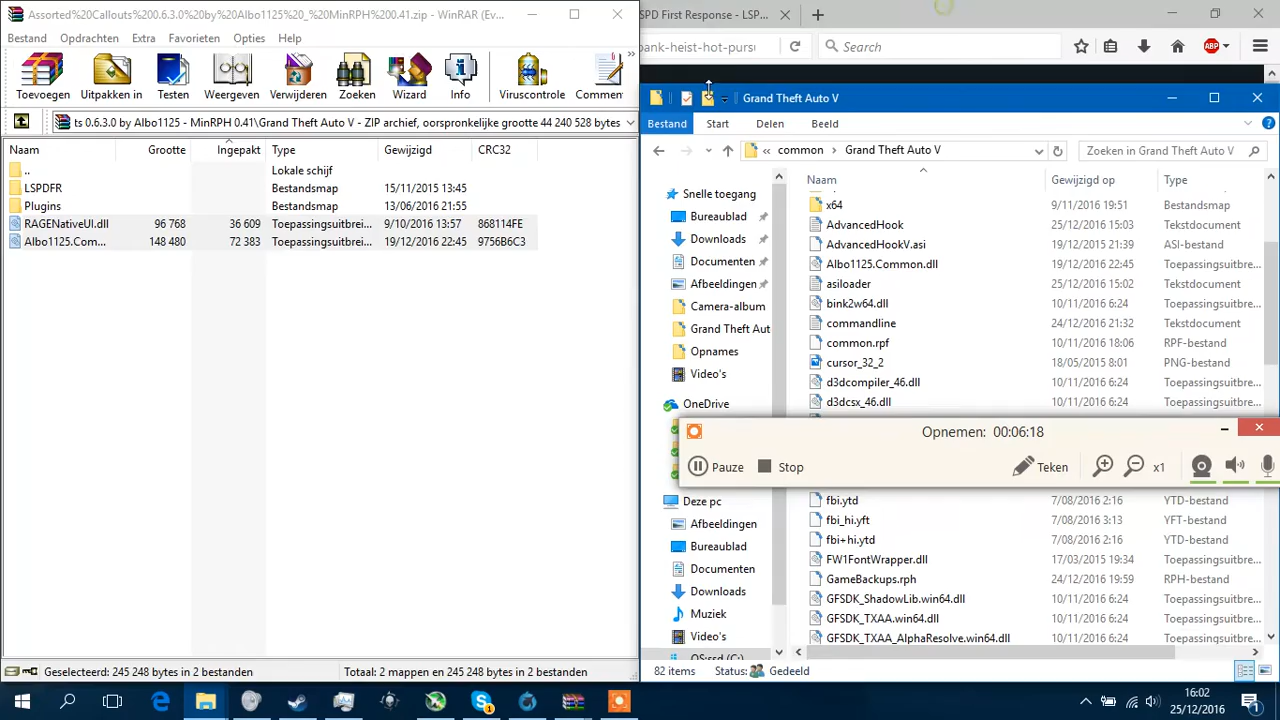 Assorted%20Callouts%200.6.3.0%20by%20Albo1125%20_%20MinRPH%200.41.zip - WinRAR (Ev...
Bestand Opdrachten Extra Favorieten Opties Help
Toevoegen Uitpakken in Testen Weergeven Verwijderen Zoeken Wizard Info Viruscontrole Comment
ts 0.6.3.0 by Albo1125 - MinRPH 0.41\Grand Theft Auto V - ZIP archief, oorspronkelijke grootte 44 240 528 bytes
Naam Grootte Ingepakt Type Gewijzigd CRC32
.. Lokale schijf
LSPDFR Bestandsmap 15/11/2015 13:45
Plugins Bestandsmap 13/06/2016 21:55
RAGENativeUI.dll 96 768 36 609 Toepassingsuitbrei... 9/10/2016 13:57 868114FE
Albo1125.Com... 148 480 72 383 Toepassingsuitbrei... 19/12/2016 22:45 9756B6C3
Geselecteerd: 245 248 bytes in 2 bestanden
Totaal: 2 mappen en 245 248 bytes in 2 bestanden
SPD First Response - LSP...
bank-heist-hot-pursu
Search
ABP
Grand Theft Auto V
Bestand Start Delen Beeld
« common > Grand Theft Auto V
Zoeken in Grand Theft Auto V
Snelle toegang
Bureaublad
Downloads
Documenten
Afbeeldingen
Camera-album
Grand Theft Aut
Opnames
Video's
OneDrive
Deze pc
Afbeeldingen
Bureaublad
Documenten
Downloads
Muziek
Video's
OS:ssd (C:)
Naam Gewijzigd op Type
x64 9/11/2016 19:51 Bestandsmap
AdvancedHook 25/12/2016 15:03 Tekstdocument
AdvancedHookV.asi 19/12/2015 21:39 ASI-bestand
Albo1125.Common.dll 19/12/2016 22:45 Toepassingsuitbre...
asiloader 25/12/2016 15:02 Tekstdocument
bink2w64.dll 10/11/2016 6:24 Toepassingsuitbre...
commandline 24/12/2016 21:32 Tekstdocument
common.rpf 10/11/2016 18:06 RPF-bestand
cursor_32_2 18/05/2015 8:01 PNG-bestand
d3dcompiler_46.dll 10/11/2016 6:24 Toepassingsuitbre...
d3dcsx_46.dll 10/11/2016 6:24 Toepassingsuitbre...
Opnemen: 00:06:18
Pauze Stop Teken x1
fbi.ytd 7/08/2016 2:16 YTD-bestand
fbi_hi.yft 7/08/2016 3:13 YFT-bestand
fbi+hi.ytd 7/08/2016 2:16 YTD-bestand
FW1FontWrapper.dll 17/03/2015 19:34 Toepassingsuitbre...
GameBackups.rph 24/12/2016 19:59 RPH-bestand
GFSDK_ShadowLib.win64.dll 10/11/2016 6:24 Toepassingsuitbre...
GFSDK_TXAA.win64.dll 10/11/2016 6:24 Toepassingsuitbre...
GFSDK_TXAA_AlphaResolve.win64.dll 10/11/2016 6:24 Toepassingsuitbre...
82 items Status: Gedeeld
16:02
25/12/2016